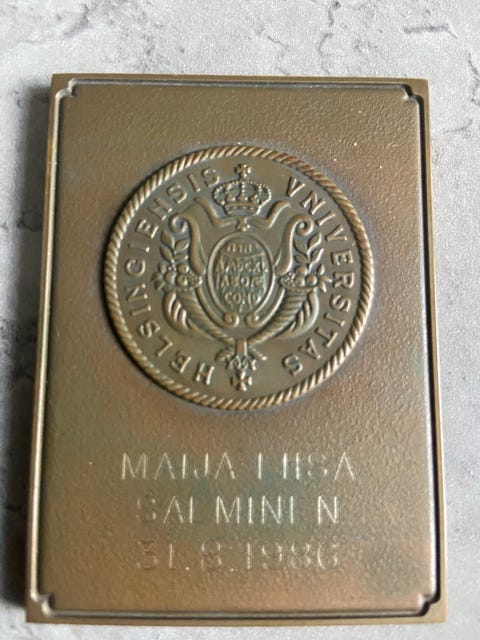 HELSINGIENSIS VNIVERSITAS
MAIJA-LIISA
SALMINEN
31.8.1986